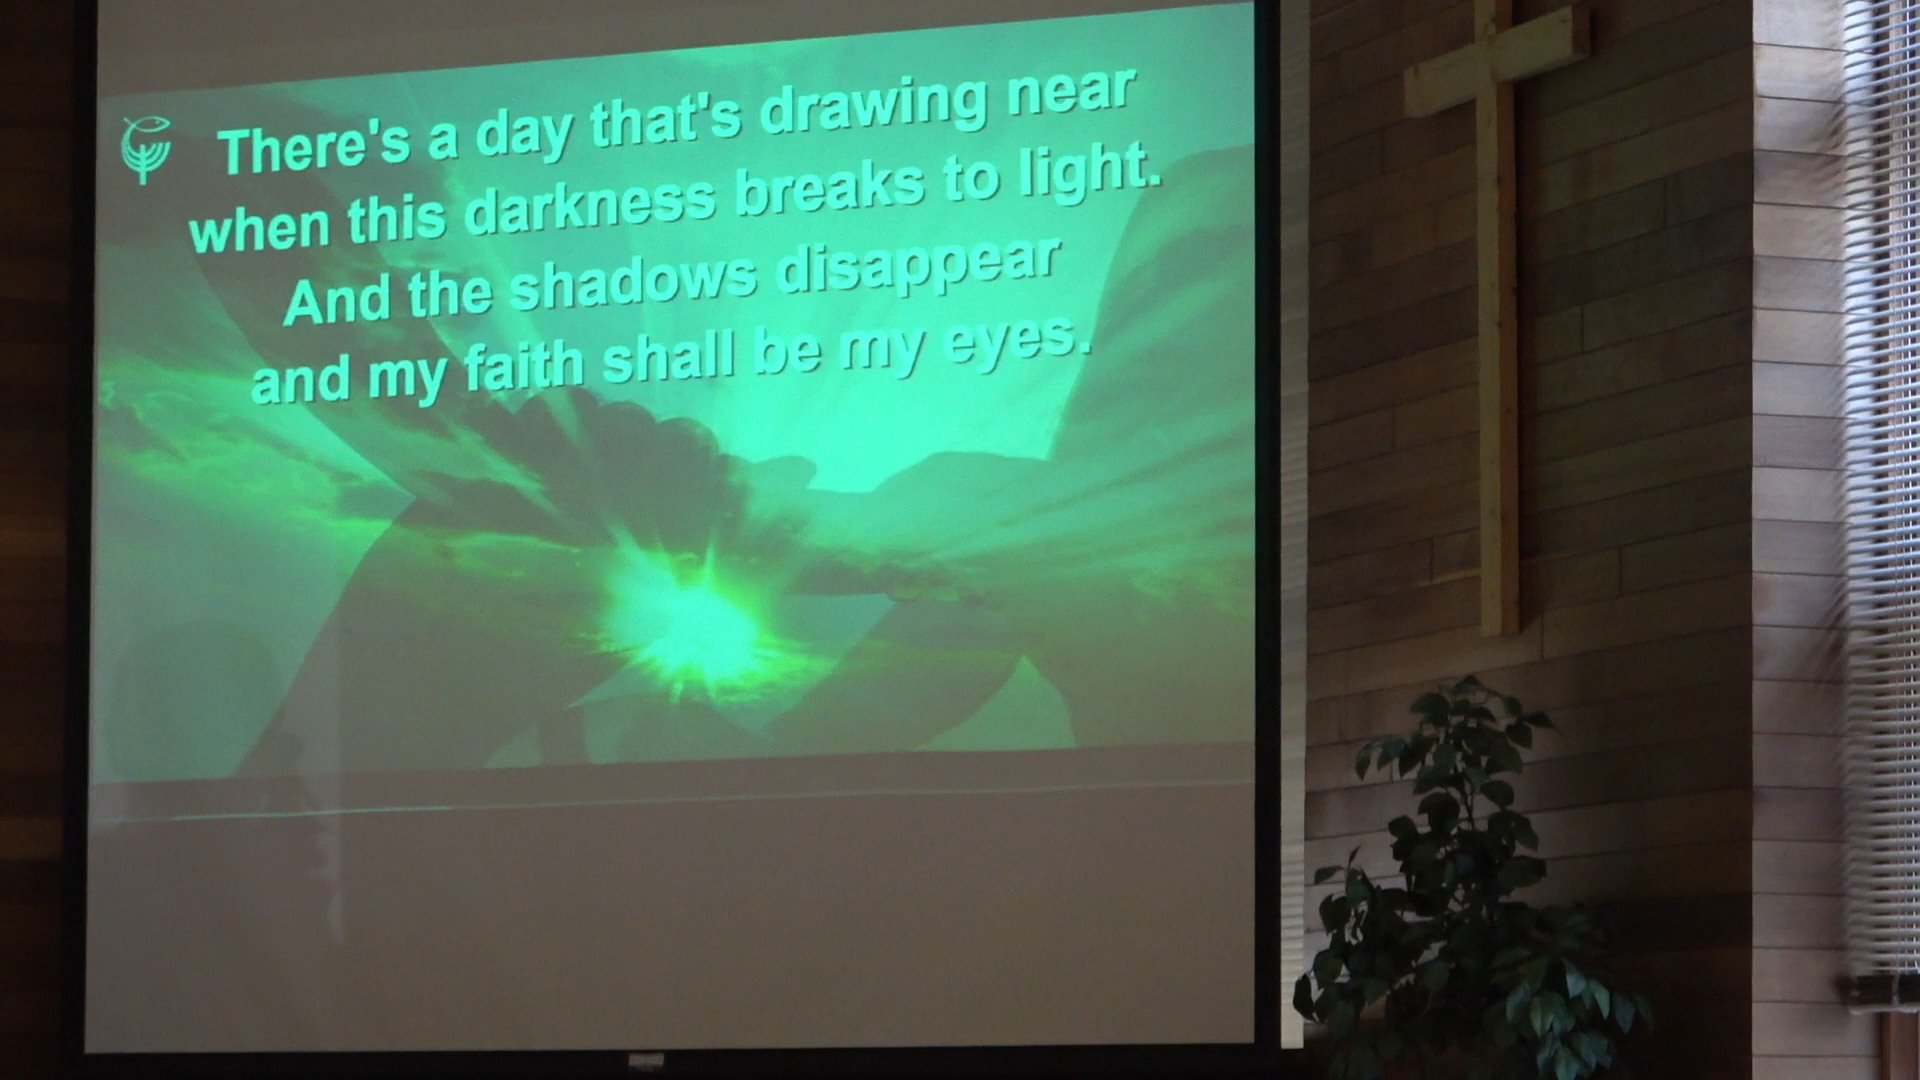 There's a day that's drawing near
when this darkness breaks to light.
And the shadows disappear
and my faith shall be my eyes.